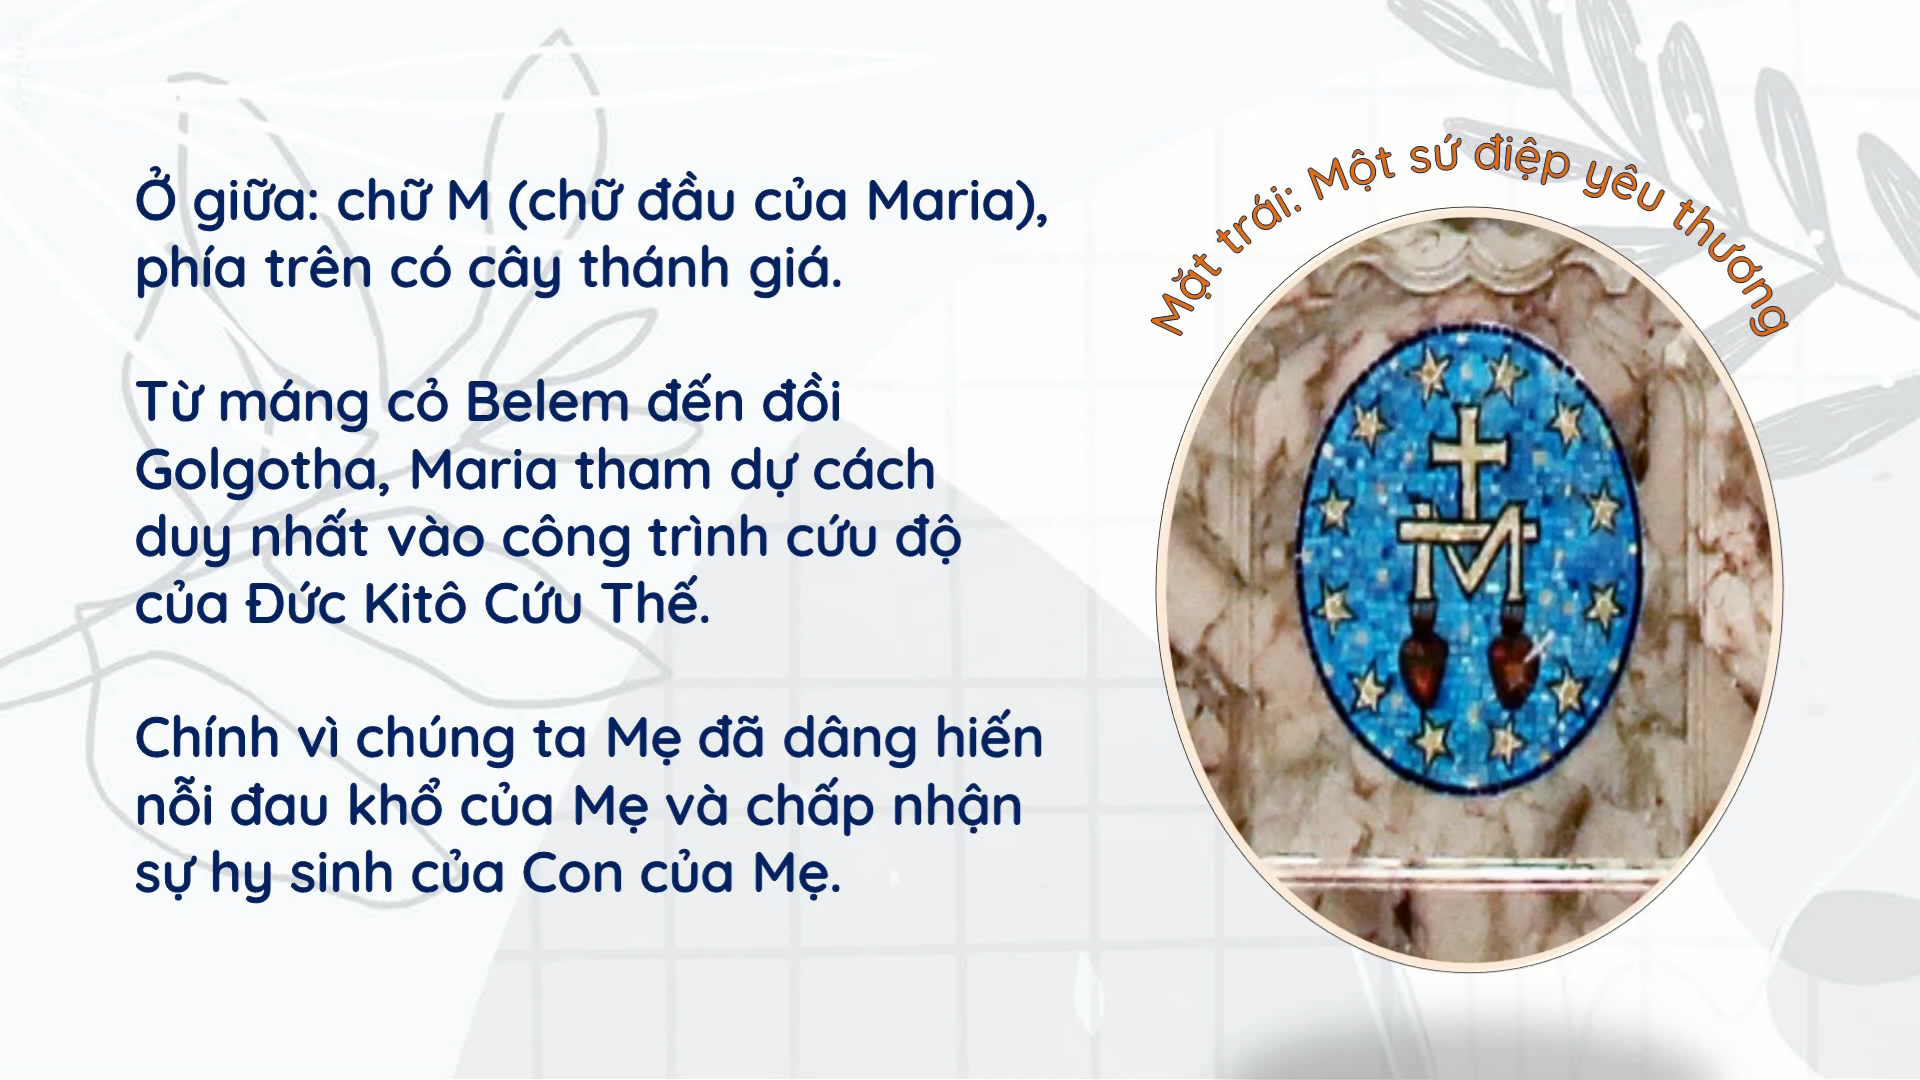 Ở giữa: chữ M (chữ đầu của Maria),
phía trên có cây thánh giá.
Từ máng cỏ Belem đến đồi
Golgotha, Maria tham dự cách
duy nhất vào công trình cứu độ
của Đức Kitô Cứu Thế.
Chính vì chúng ta Mẹ đã dâng hiến
nỗi đau khổ của Mẹ và chấp nhận
sự hy sinh của Con của Mẹ.
Mặt trái: Một sứ điệp yêu thương
M